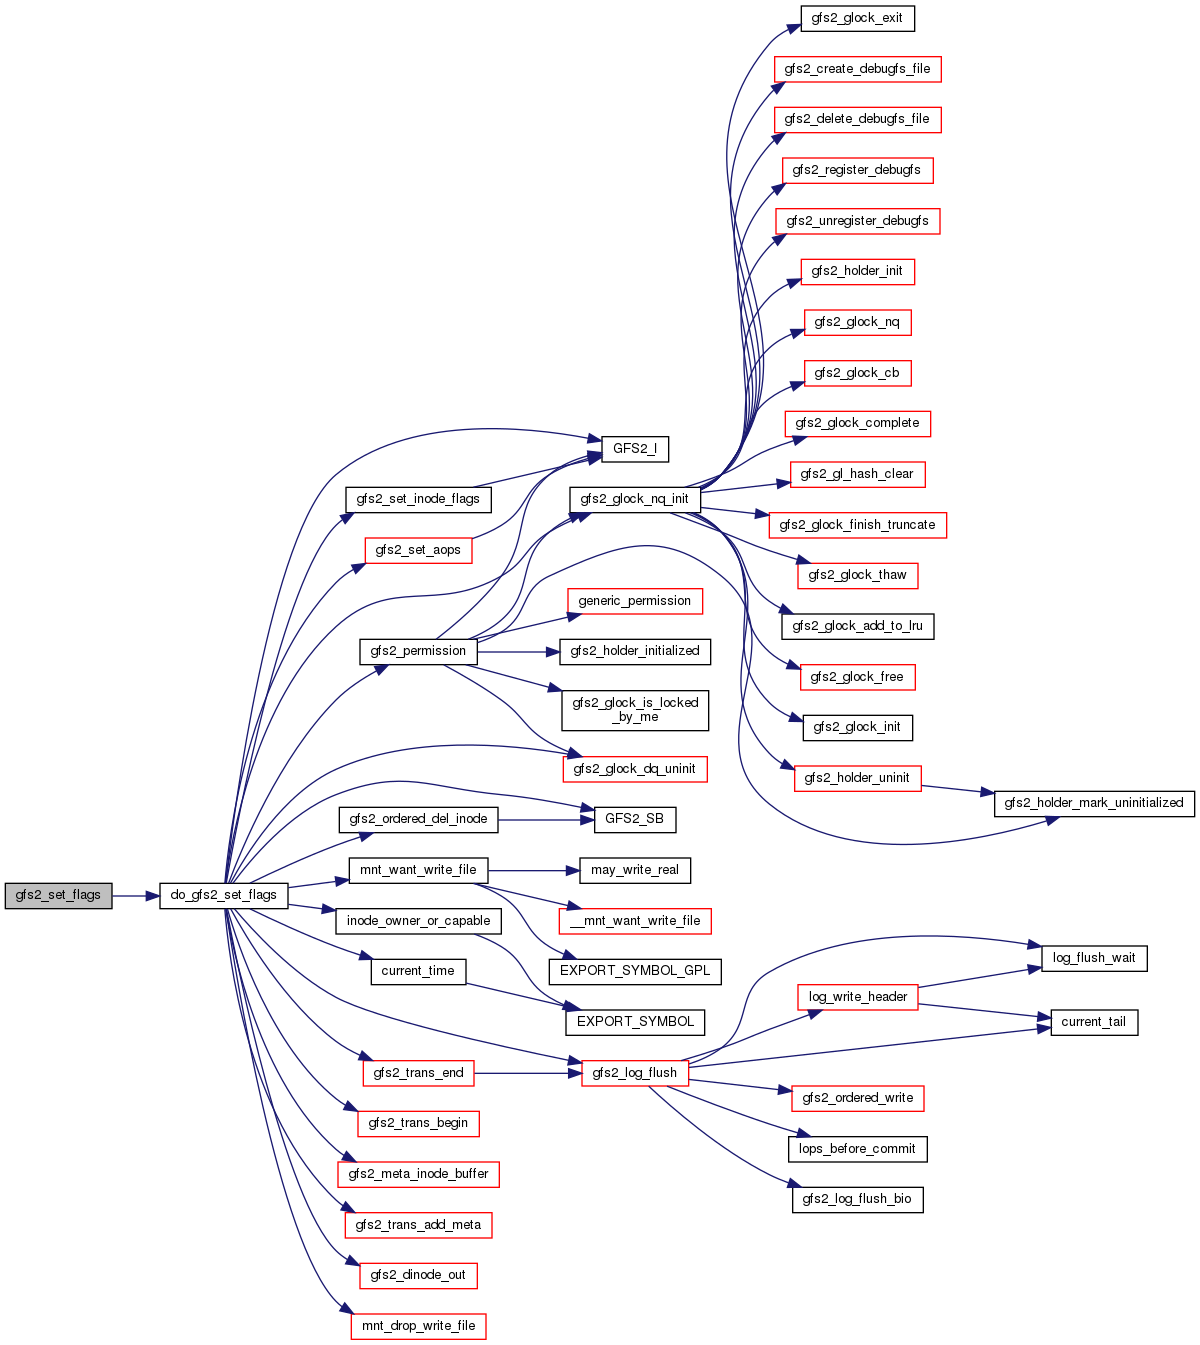 gfs2_glock_exit
gfs2_create_debugfs_file
gfs2_delete_debugfs_file
gfs2_register_debugfs
gfs2_unregister_debugfs
gfs2_holder_init
gfs2_glock_nq
gfs2_glock_cb
gfs2_glock_complete
GFS2_I
gfs2_gl_hash_clear
gfs2_set_inode_flags
gfs2_glock_nq_init
gfs2_glock_finish_truncate
gfs2_set_aops
gfs2_glock_thaw
generic_permission
gfs2_glock_add_to_lru
gfs2_permission
gfs2_holder_initialized
gfs2_glock_free
gfs2_glock_is_locked
_by_me
gfs2_glock_init
gfs2_glock_dq_uninit
gfs2_holder_uninit
gfs2_holder_mark_uninitialized
gfs2_ordered_del_inode
GFS2_SB
mnt_want_write_file
may_write_real
gfs2_set_flags
do_gfs2_set_flags
inode_owner_or_capable
__mnt_want_write_file
current_time
EXPORT_SYMBOL_GPL
log_flush_wait
log_write_header
EXPORT_SYMBOL
current_tail
gfs2_trans_end
gfs2_log_flush
gfs2_ordered_write
gfs2_trans_begin
lops_before_commit
gfs2_meta_inode_buffer
gfs2_log_flush_bio
gfs2_trans_add_meta
gfs2_dinode_out
mnt_drop_write_file